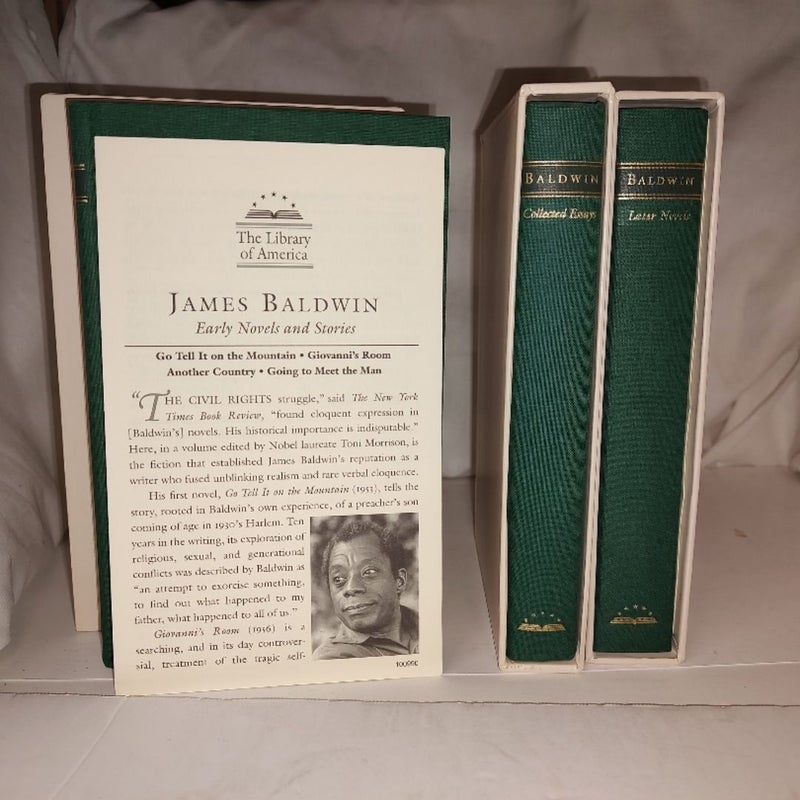 The Library
of America
JAMES BALDWIN
Early Novels and Stories
Go Tell It on the Mountain • Giovanni's Room
Another Country • Going to Meet the Man
"THE CIVIL RIGHTS struggle," said The New York
Times Book Review, "found eloquent expression in
[Baldwin's] novels. His historical importance is indisputable."
Here, in a volume edited by Nobel laureate Toni Morrison, is
the fiction that established James Baldwin's reputation as a
writer who fused unblinking realism and rare verbal eloquence.
His first novel, Go Tell It on the Mountain (1953), tells the
story, rooted in Baldwin's own experience, of a preacher's son
coming of age in 1930's Harlem. Ten
years in the writing, its exploration of
religious, sexual, and generational
conflicts was described by Baldwin as
"an attempt to exorcise something,
to find out what happened to my
father, what happened to all of us."
Giovanni's Room (1956) is a
searching, and in its day controver-
sial, treatment of the tragic self-
100990
BALDWIN
Collected Essays
BALDWIN
Later Novels